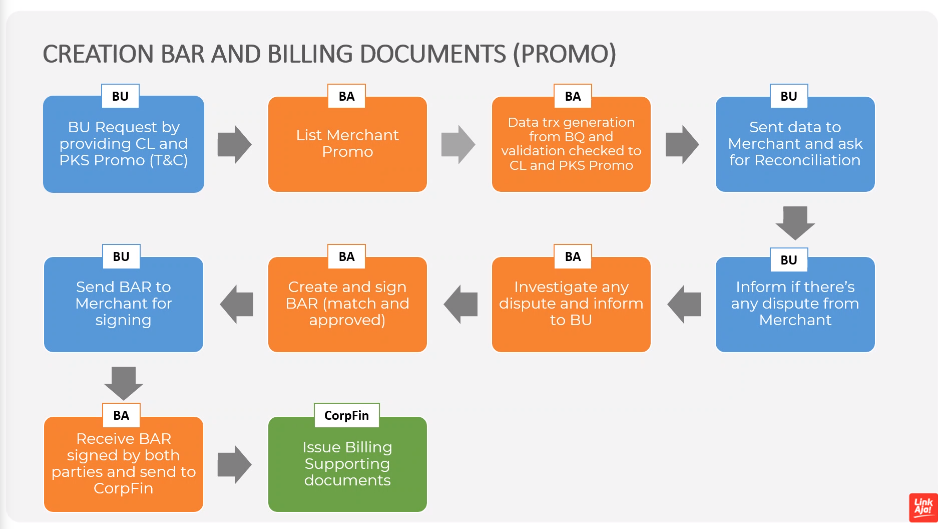 CREATION BAR AND BILLING DOCUMENTS (PROMO)
BU
BU Request by
providing CL and
PKS Promo (T&C)
BA
List Merchant
Promo
BA
Data trx generation
from BQ and
validation checked to
CL and PKS Promo
BU
Sent data to
Merchant and ask
for Reconciliation
BU
Inform if there's
any dispute from
Merchant
BA
Investigate any
dispute and inform
to BU
BA
Create and sign
BAR (match and
approved)
BU
Send BAR to
Merchant for
signing
BA
Receive BAR
signed by both
parties and send to
CorpFin
CorpFin
Issue Billing
Supporting
documents
Link
Aja!